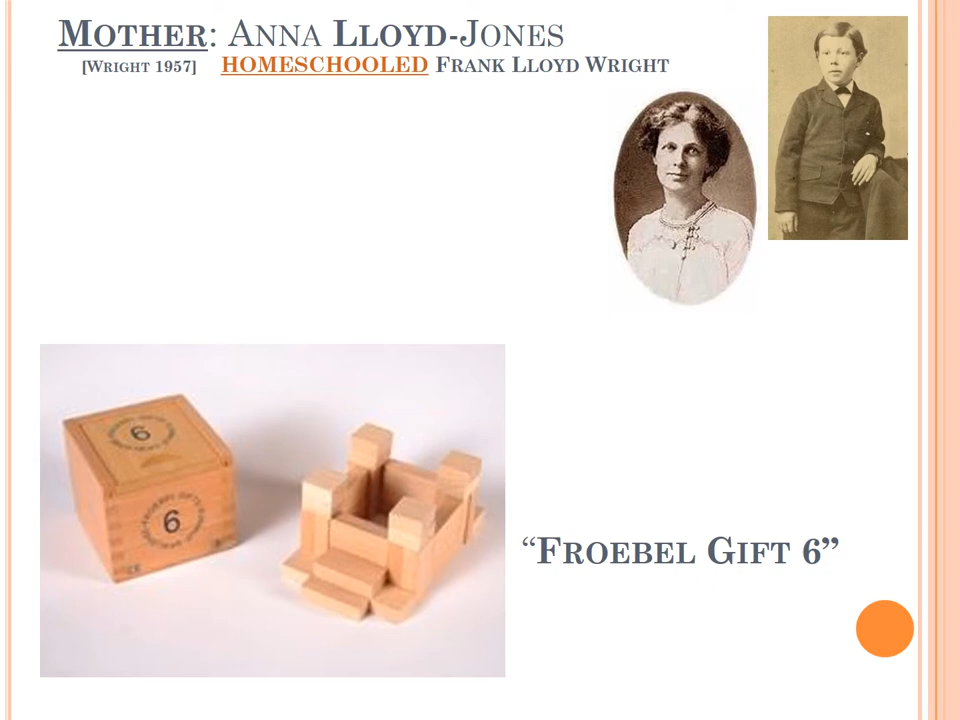 MOTHER: ANNA LLOYD-JONES
[WRIGHT 1957] HOMESCHOOLED FRANK LLOYD WRIGHT
6
6
“FROEBEL GIFT 6”